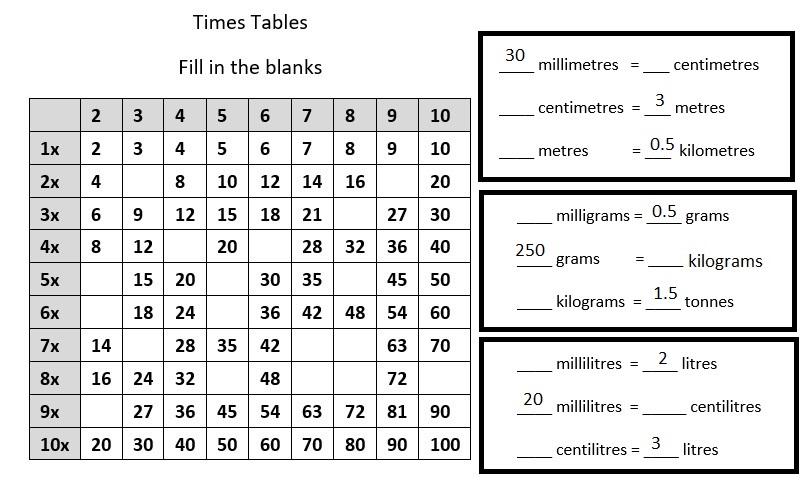 Times Tables
Fill in the blanks
2 3 4 5 6 7 8 9 10
1x 2 3 4 5 6 7 8 9 10
2x 4 8 10 12 14 16 20
3x 6 9 12 15 18 21 27 30
4x 8 12 20 28 32 36 40
5x 15 20 30 35 45 50
6x 18 24 36 42 48 54 60
7x 14 28 35 42 63 70
8x 16 24 32 48 72
9x 27 36 45 54 63 72 81 90
10x 20 30 40 50 60 70 80 90 100
30 millimetres = ___ centimetres
____ centimetres = 3 metres
____ metres = 0.5 kilometres
____ milligrams = 0.5 grams
250 grams = ____ kilograms
____ kilograms = 1.5 tonnes
____ millilitres = 2 litres
20 millilitres = _____ centilitres
____ centilitres = 3 litres